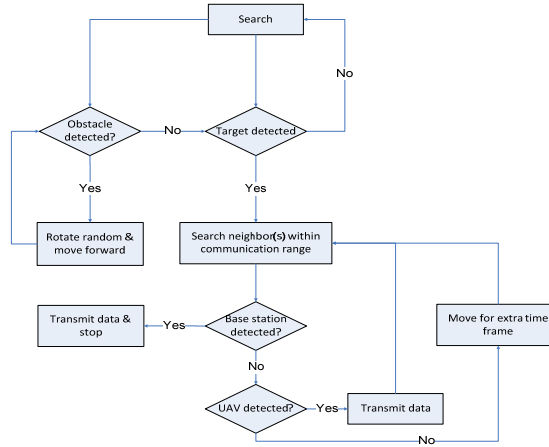 Search
No
Obstacle
detected?
No
Target detected
Yes
Yes
Rotate random &
move forward
Search neighbor(s) within
communication range
Transmit data &
stop
Yes
Base station
detected?
Move for extra time
frame
No
UAV detected?
Yes
Transmit data
No